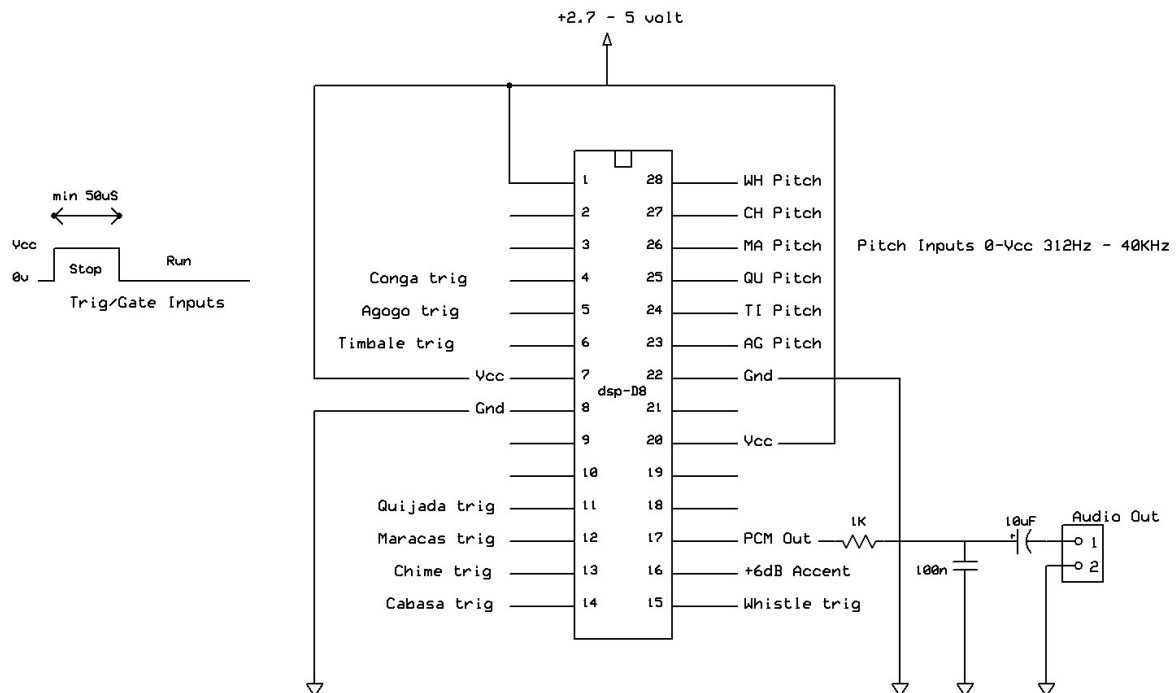 +2.7 - 5 volt
min 50uS
Vcc
0v
Stop
Run
Trig/Gate Inputs
1
2
3
Conga trig 4
Agogo trig 5
Timbale trig 6
Vcc 7
Gnd 8
9
10
Quijada trig 11
Maracas trig 12
Chime trig 13
Cabasa trig 14
dsp-D8
28 WH Pitch
27 CH Pitch
26 MA Pitch
25 QU Pitch
24 TI Pitch
23 AG Pitch
22 Gnd
21
20 Vcc
19
18
17 PCM Out
16 +6dB Accent
15 Whistle trig
Pitch Inputs 0-Vcc 312Hz - 40KHz
1K
100n
+
10uF
Audio Out
1
2